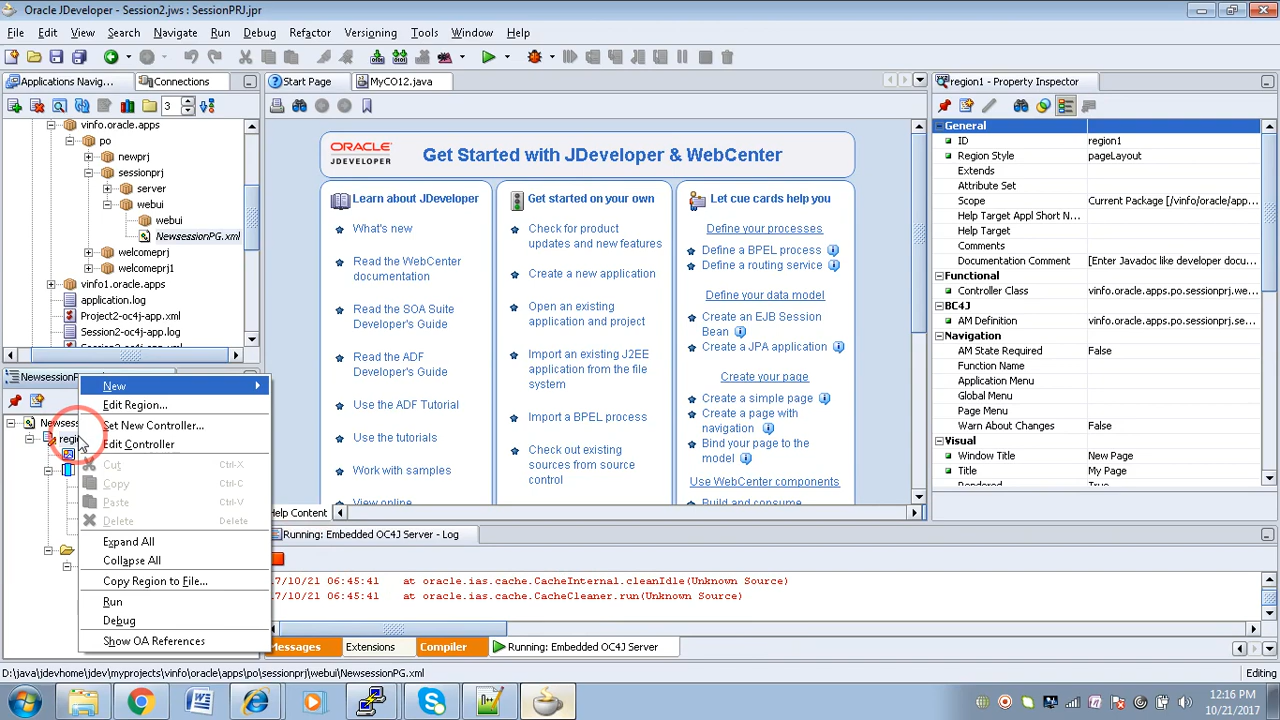 Oracle JDeveloper - Session2.jws : SessionPRJ.jpr
File Edit View Search Navigate Run Debug Refactor Versioning Tools Window Help
Applications Navig... Connections
3
vinfo.oracle.apps
po
newprj
sessionprj
server
webui
webui
NewsessionPG.xml
welcomeprj
welcomeprj1
vinfo1.oracle.apps
application.log
Project2-oc4j-app.xml
Session2-oc4j-app.log
NewsessionP
Newses
regi
New
Edit Region...
Set New Controller...
Edit Controller
Cut Ctrl-X
Copy Ctrl-C
Paste Ctrl-V
Delete Delete
Expand All
Collapse All
Copy Region to File...
Run
Debug
Show OA References
Start Page MyCO12.java
ORACLE
JDEVELOPER
Get Started with JDeveloper & WebCenter
Learn about JDeveloper
What's new
Read the WebCenter
documentation
Read the SOA Suite
Developer's Guide
Read the ADF
Developer's Guide
Use the ADF Tutorial
Use the tutorials
Work with samples
View online
Get started on your own
Check for product
updates and new features
Create a new application
Open an existing
application and project
Import an existing J2EE
application from the file
system
Import a BPEL process
Check out existing
sources from source
control
Let cue cards help you
Define your processes
Define a BPEL process
Define a routing service
Define your data model
Create an EJB Session
Bean
Create a JPA application
Create your page
Create a simple page
Create a page with
navigation
Bind your page to the
model
Use WebCenter components
Build and consume
Help Content
Running: Embedded OC4J Server - Log
7/10/21 06:45:41 at oracle.ias.cache.CacheInternal.cleanIdle(Unknown Source)
7/10/21 06:45:41 at oracle.ias.cache.CacheCleaner.run(Unknown Source)
Messages Extensions Compiler Running: Embedded OC4J Server
region1 - Property Inspector
General
ID region1
Region Style pageLayout
Extends
Attribute Set
Scope Current Package [/vinfo/oracle/app...
Help Target Appl Short N...
Help Target
Comments
Documentation Comment [Enter Javadoc like developer docu...
Functional
Controller Class vinfo.oracle.apps.po.sessionprj.we...
BC4J
AM Definition vinfo.oracle.apps.po.sessionprj.se...
Navigation
AM State Required False
Function Name
Application Menu
Global Menu
Page Menu
Warn About Changes False
Visual
Window Title New Page
Title My Page
Rendered True
D:\java\jdevhome\jdev\myprojects\vinfo\oracle\apps\po\sessionprj\webui\NewsessionPG.xml
Editing
12:16 PM
10/21/2017